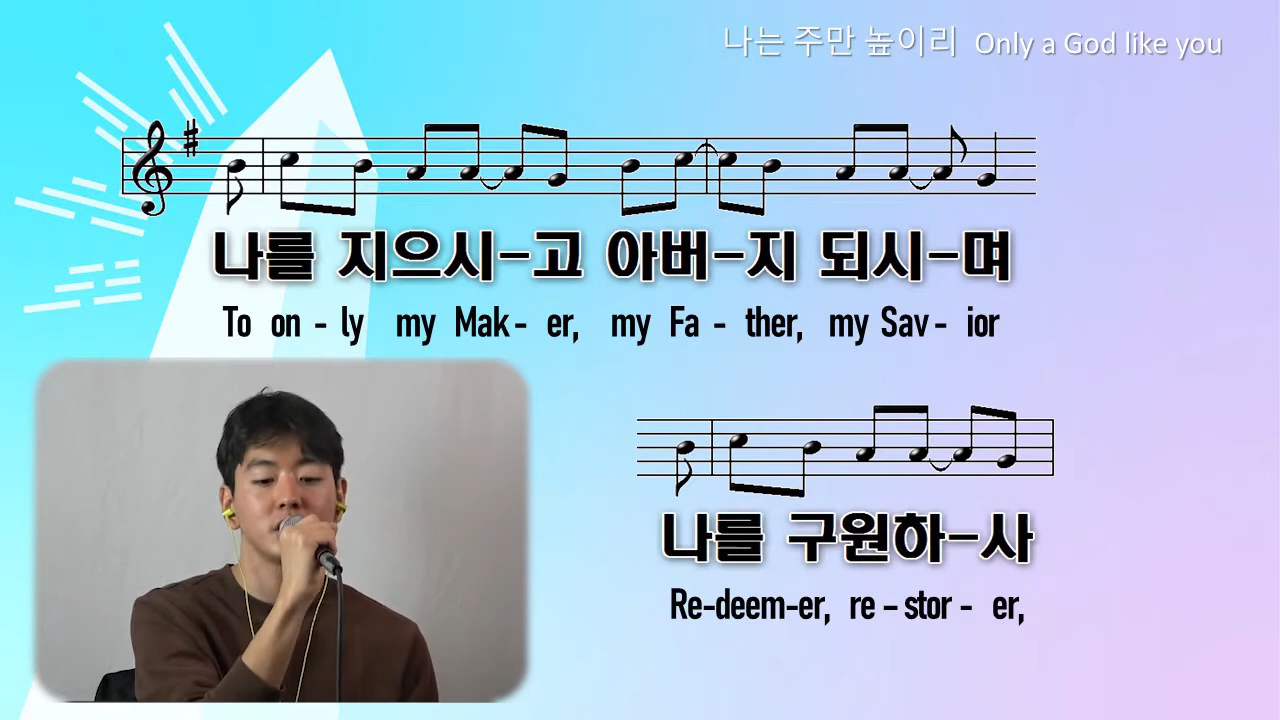 나는 주만 높이리 Only a God like you
나를 지으시-고 아버-지 되시-며
To on - ly my Mak - er, my Fa - ther, my Sav - ior
나를 구원하-사
Re-deem-er, re - stor - er,